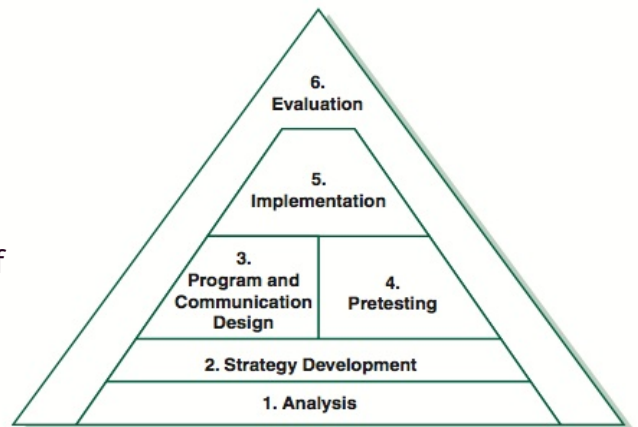 6.
Evaluation
5.
Implementation
f
3.
Program and
Communication
Design
4.
Pretesting
2. Strategy Development
1. Analysis